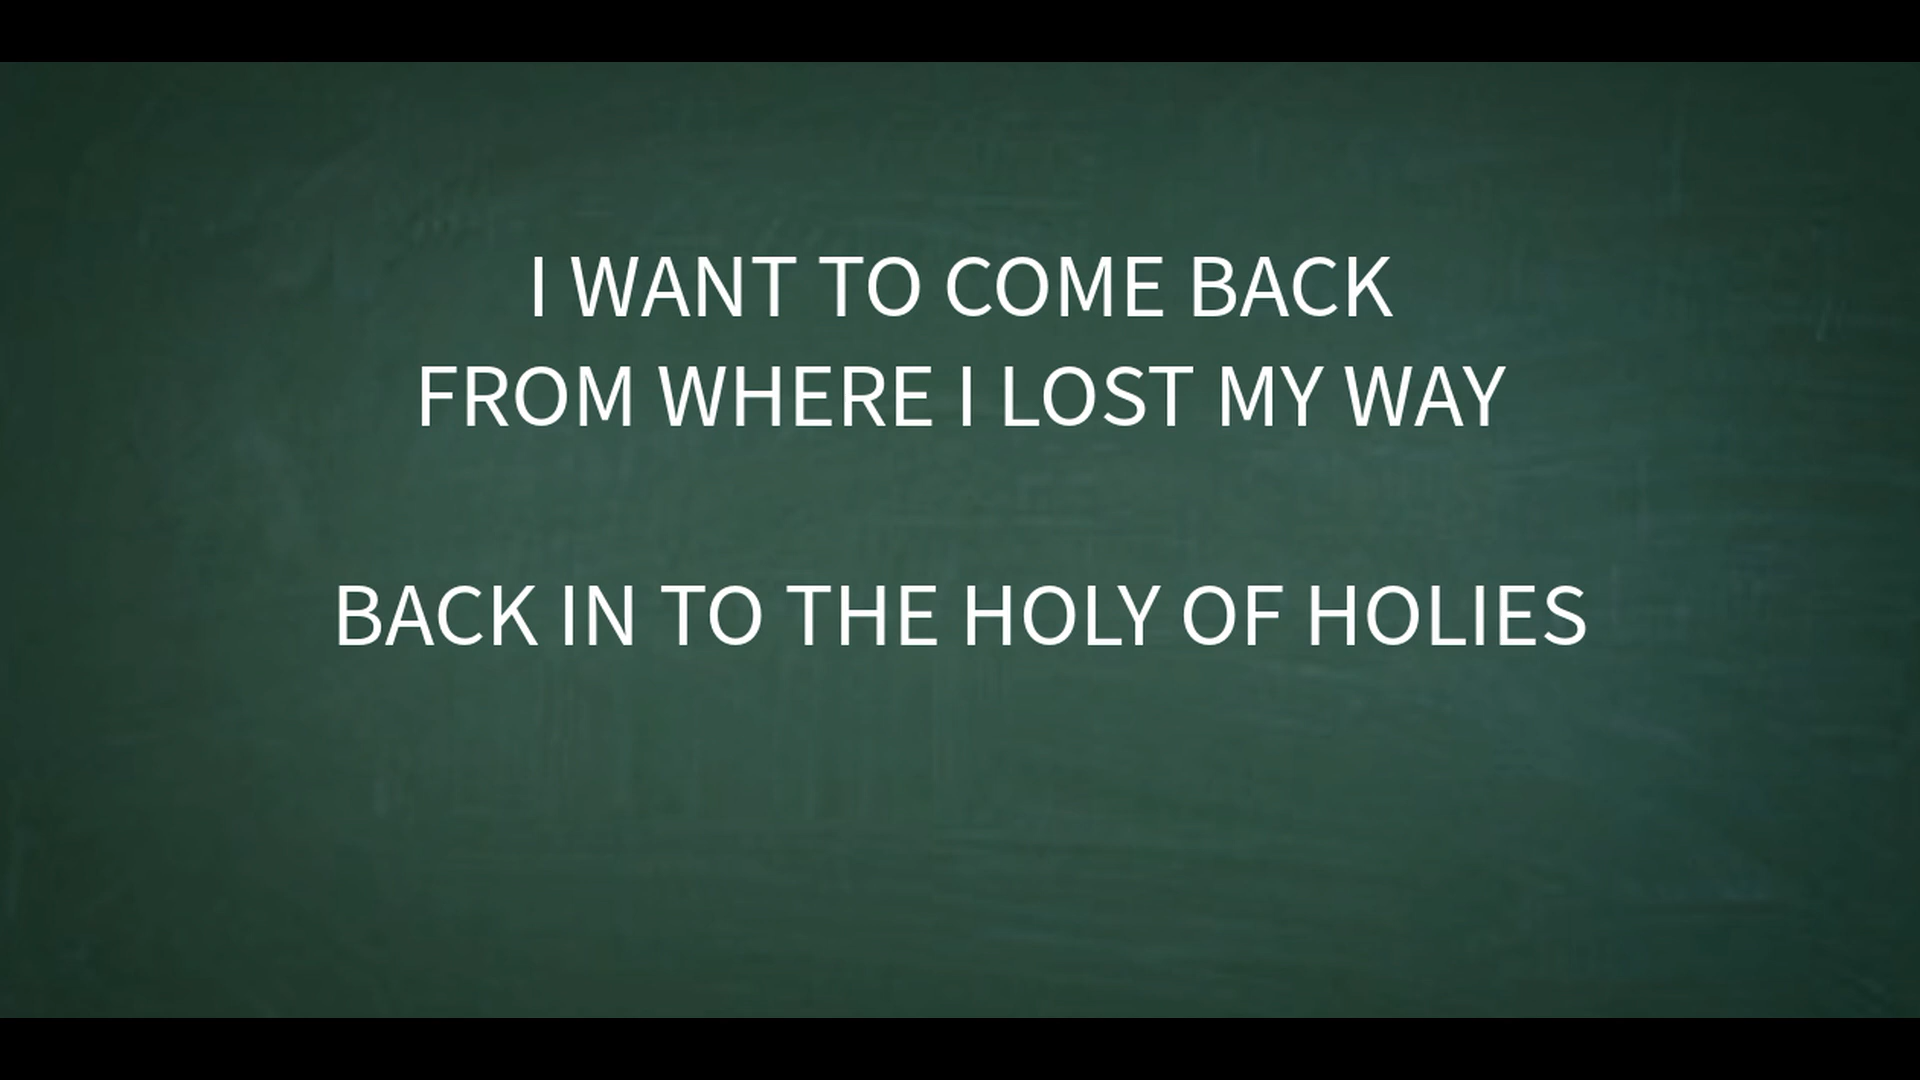 I WANT TO COME BACK
FROM WHERE I LOST MY WAY
BACK IN TO THE HOLY OF HOLIES